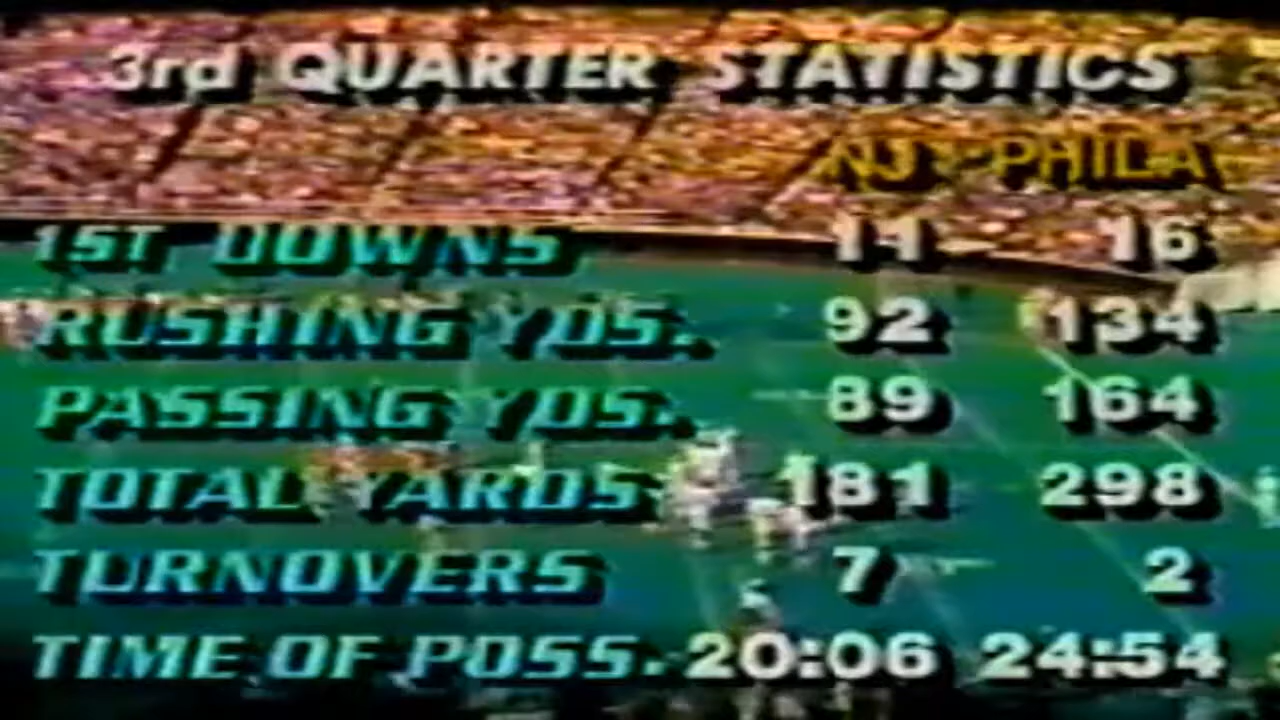 3rd QUARTER STATISTICS
NJ PHILA
1ST DOWNS 11 16
RUSHING YDS. 92 134
PASSING YDS. 89 164
TOTAL YARDS 181 298
TURNOVERS 7 2
TIME OF POSS. 20:06 24:54